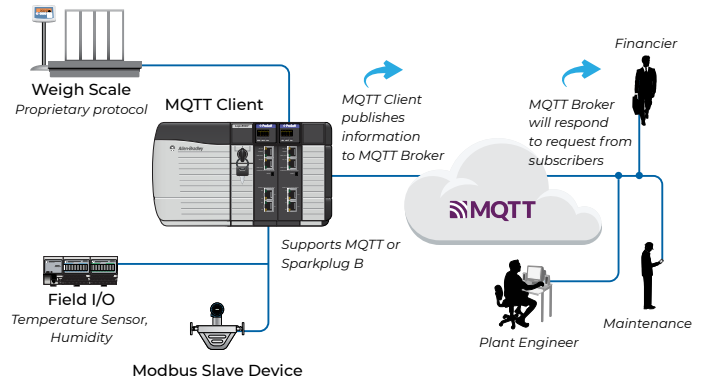 Financier
Weigh Scale
Proprietary protocol
MQTT Client
MQTT Client
publishes
information
to MQTT Broker
MQTT Broker
will respond
to request from
subscribers
Allen-Bradley
MQTT
Supports MQTT or
Sparkplug B
Field I/O
Temperature Sensor,
Humidity
Modbus Slave Device
Plant Engineer
Maintenance